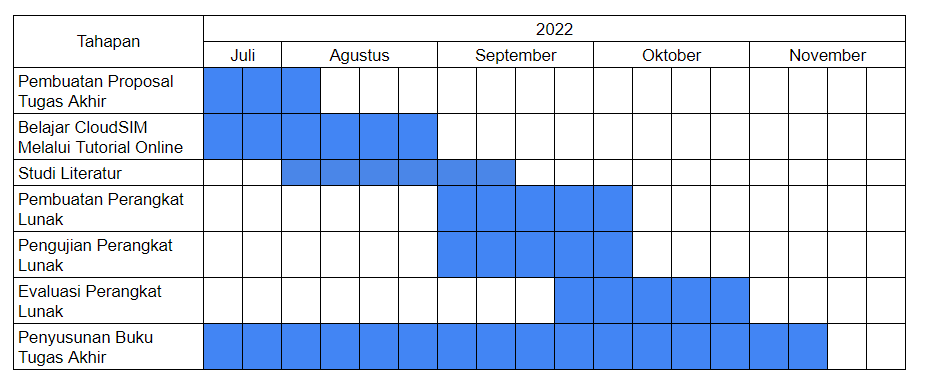 Tahapan
2022
Juli
Agustus
September
Oktober
November
Pembuatan Proposal
Tugas Akhir
Belajar CloudSIM
Melalui Tutorial Online
Studi Literatur
Pembuatan Perangkat
Lunak
Pengujian Perangkat
Lunak
Evaluasi Perangkat
Lunak
Penyusunan Buku
Tugas Akhir